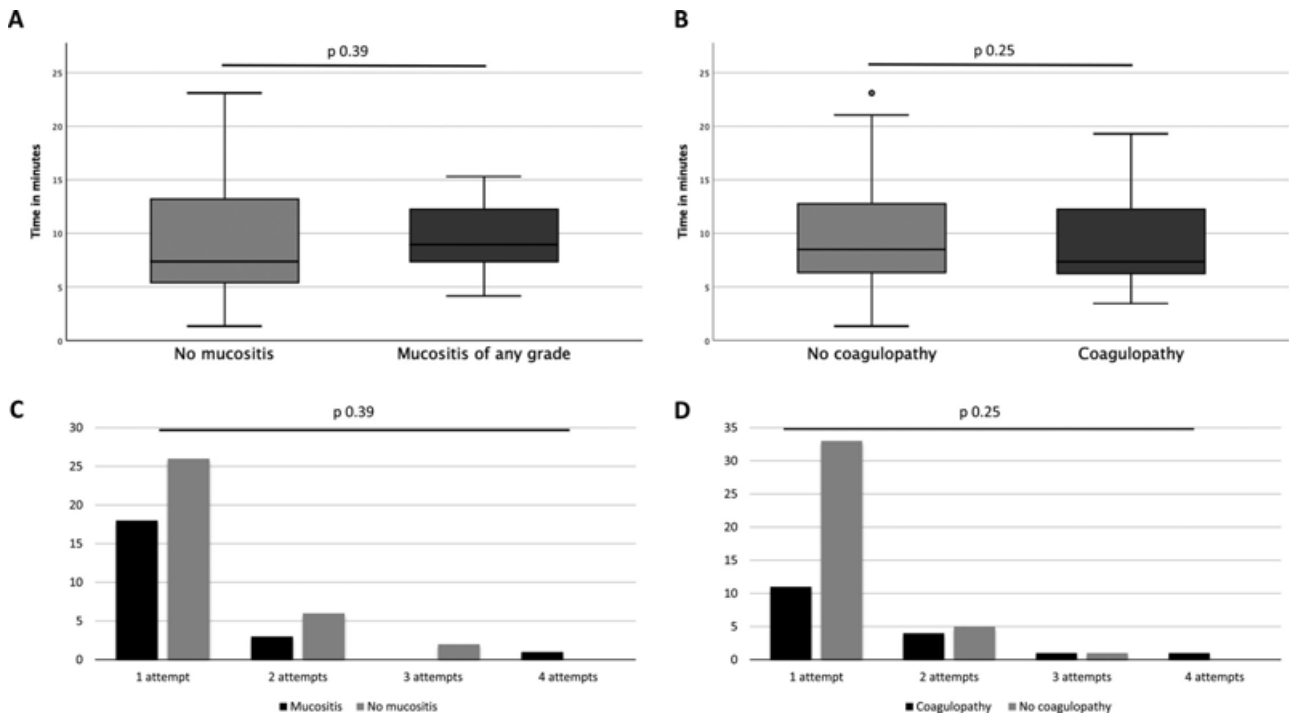 A
p 0.39
Time in minutes
25
20
15
10
5
0
No mucositis Mucositis of any grade
B
p 0.25
Time in minutes
25
20
15
10
5
0
No coagulopathy Coagulopathy
C
p 0.39
30
25
20
15
10
5
0
1 attempt 2 attempts 3 attempts 4 attempts
Mucositis No mucositis
D
p 0.25
35
30
25
20
15
10
5
0
1 attempt 2 attempts 3 attempts 4 attempts
Coagulopathy No coagulopathy